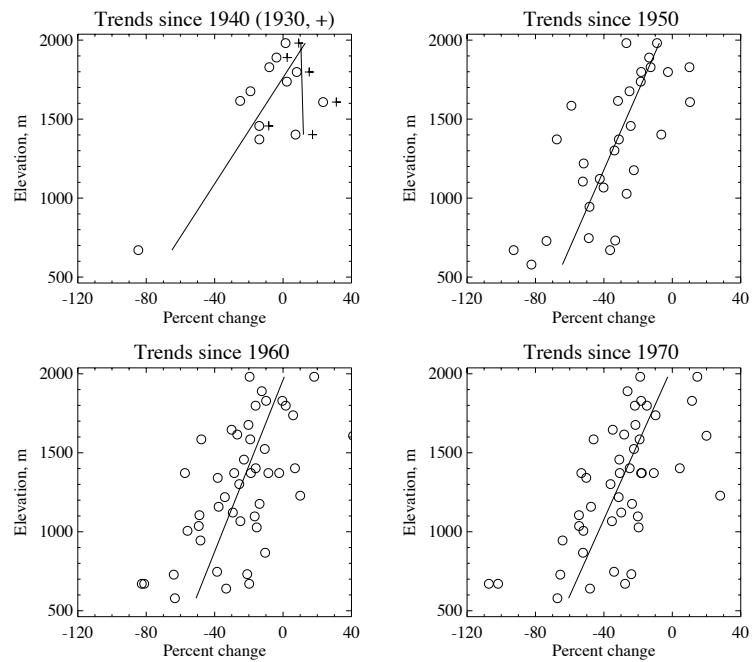 Trends since 1940 (1930, +)
2000
1500
1000
500
Elevation, m
-120 -80 -40 0 40
Percent change
Trends since 1950
2000
1500
1000
500
Elevation, m
-120 -80 -40 0 40
Percent change
Trends since 1960
2000
1500
1000
500
Elevation, m
-120 -80 -40 0 40
Percent change
Trends since 1970
2000
1500
1000
500
Elevation, m
-120 -80 -40 0 40
Percent change